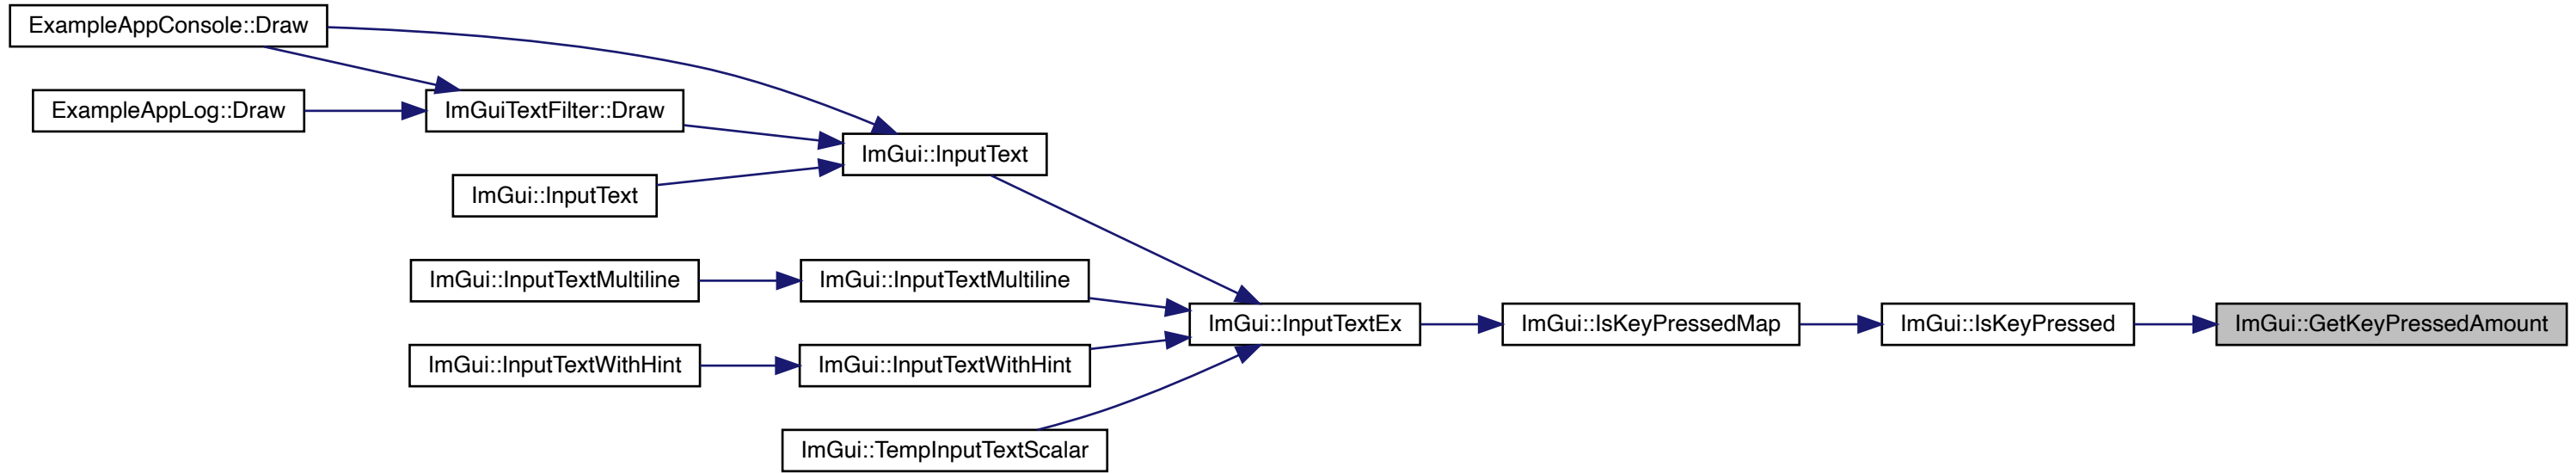 ExampleAppConsole::Draw
ExampleAppLog::Draw
ImGuiTextFilter::Draw
ImGui::InputText
ImGui::InputText
ImGui::InputTextMultiline
ImGui::InputTextMultiline
ImGui::InputTextEx
ImGui::IsKeyPressedMap
ImGui::IsKeyPressed
ImGui::GetKeyPressedAmount
ImGui::InputTextWithHint
ImGui::InputTextWithHint
ImGui::TempInputTextScalar